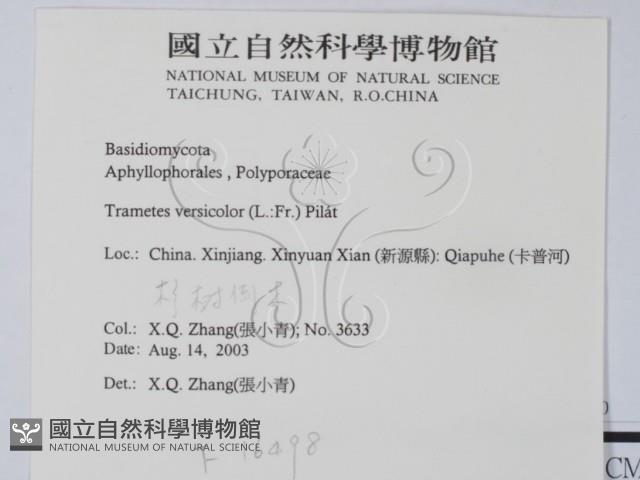 國立自然科學博物館
NATIONAL MUSEUM OF NATURAL SCIENCE
TAICHUNG, TAIWAN, R.O.CHINA
Basidiomycota
Aphyllophorales , Polyporaceae
Trametes versicolor (L.:Fr.) Pilát
Loc.: China. Xinjiang. Xinyuan Xian (新源縣): Qiapuhe (卡普河)
杉樹倒木
Col.: X.Q. Zhang(張小青); No. 3633
Date: Aug. 14, 2003
Det.: X.Q. Zhang(張小青)
國立自然科學博物館
NATIONAL MUSEUM OF NATURAL SCIENCE
CM